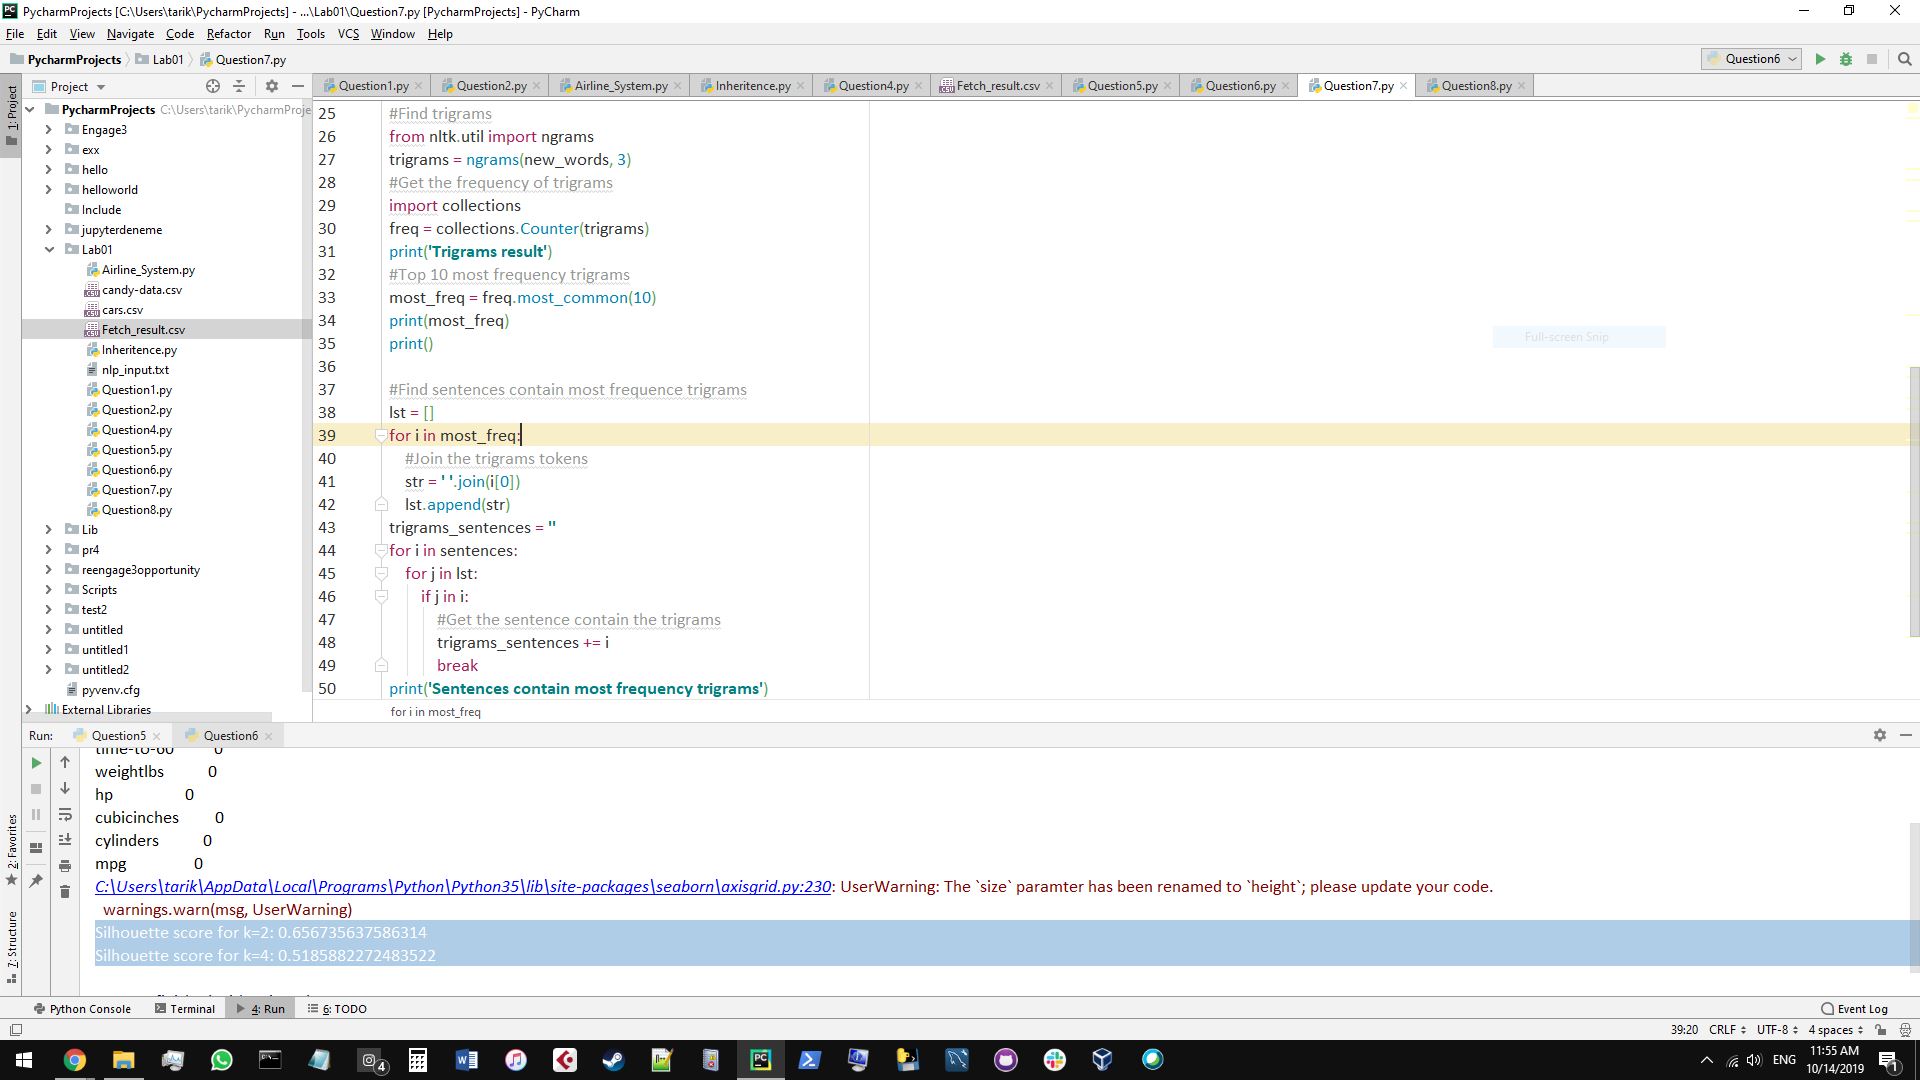 PycharmProjects [C:\Users\tarik\PycharmProjects] - ...\Lab01\Question7.py [PycharmProjects] - PyCharm
File Edit View Navigate Code Refactor Run Tools VCS Window Help
PycharmProjects Lab01 Question7.py Question6
Project Question1.py Question2.py Airline_System.py Inheritence.py Question4.py Fetch_result.csv Question5.py Question6.py Question7.py Question8.py
1: Project
PycharmProjects C:\Users\tarik\PycharmProje
Engage3
exx
hello
helloworld
Include
jupyterdeneme
Lab01
Airline_System.py
candy-data.csv
cars.csv
Fetch_result.csv
Inheritence.py
nlp_input.txt
Question1.py
Question2.py
Question4.py
Question5.py
Question6.py
Question7.py
Question8.py
Lib
pr4
reengage3opportunity
Scripts
test2
untitled
untitled1
untitled2
pyvenv.cfg
External Libraries
25 #Find trigrams
26 from nltk.util import ngrams
27 trigrams = ngrams(new_words, 3)
28 #Get the frequency of trigrams
29 import collections
30 freq = collections.Counter(trigrams)
31 print('Trigrams result')
32 #Top 10 most frequency trigrams
33 most_freq = freq.most_common(10)
34 print(most_freq)
35 print()
36
37 #Find sentences contain most frequence trigrams
38 lst = []
39 for i in most_freq:
40 #Join the trigrams tokens
41 str = ' '.join(i[0])
42 lst.append(str)
43 trigrams_sentences = ''
44 for i in sentences:
45 for j in lst:
46 if j in i:
47 #Get the sentence contain the trigrams
48 trigrams_sentences += i
49 break
50 print('Sentences contain most frequency trigrams')
for i in most_freq
Full-screen Snip
Run: Question5 Question6
time-to-60 0
weightlbs 0
hp 0
cubicinches 0
cylinders 0
mpg 0
C:\Users\tarik\AppData\Local\Programs\Python\Python35\lib\site-packages\seaborn\axisgrid.py:230: UserWarning: The `size` paramter has been renamed to `height`; please update your code.
warnings.warn(msg, UserWarning)
Silhouette score for k=2: 0.656735637586314
Silhouette score for k=4: 0.5185882272483522
2: Favorites
7: Structure
Python Console Terminal 4: Run 6: TODO Event Log
39:20 CRLF UTF-8 4 spaces
4 ENG 11:55 AM 1
10/14/2019